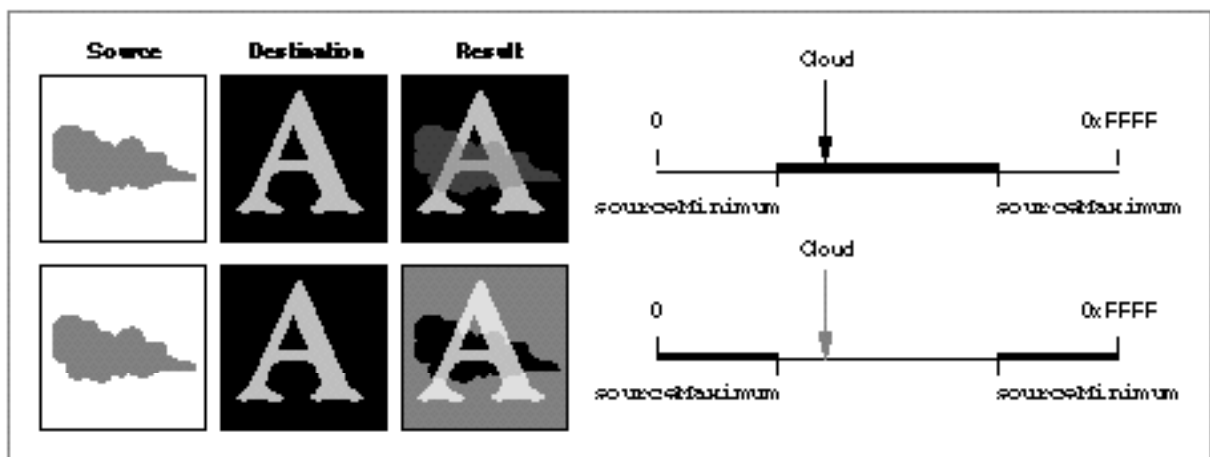 Source Destination Result
A A
Cloud
0 0xFFFF
sourceMinimum sourceMaximum
A A
Cloud
0 0xFFFF
sourceMaximum sourceMinimum